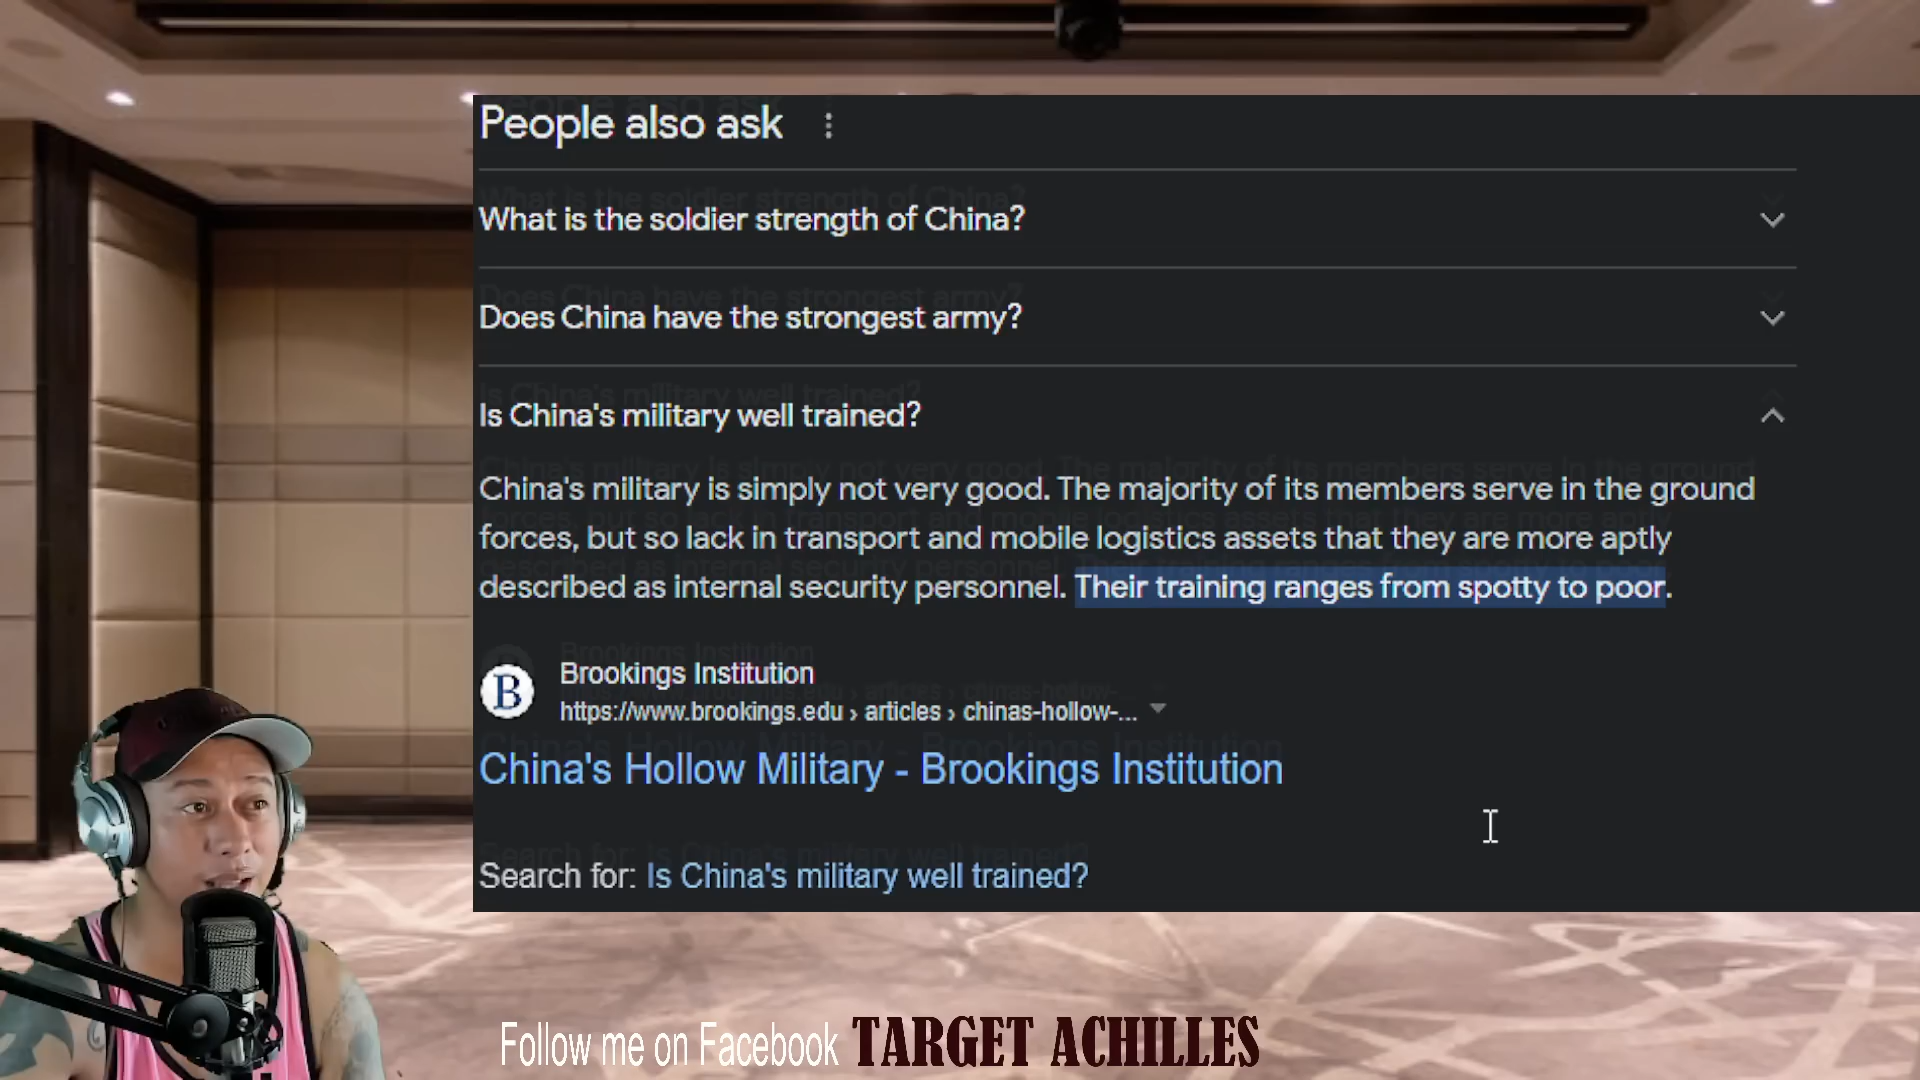 People also ask
What is the soldier strength of China?
Does China have the strongest army?
Is China's military well trained?
China's military is simply not very good. The majority of its members serve in the ground
forces, but so lack in transport and mobile logistics assets that they are more aptly
described as internal security personnel. Their training ranges from spotty to poor.
B
Brookings Institution
https://www.brookings.edu › articles › chinas-hollow-...
China's Hollow Military - Brookings Institution
Search for: Is China's military well trained?
Follow me on Facebook TARGET ACHILLES